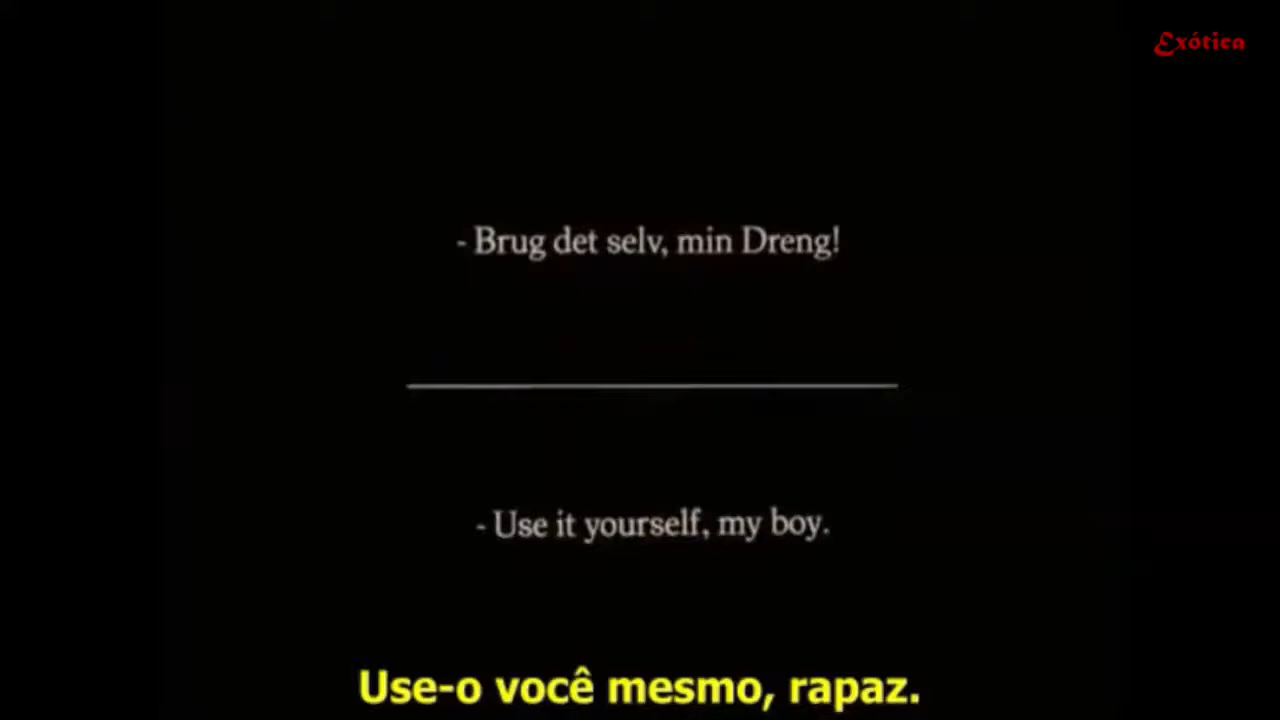 Exótica
- Brug det selv, min Dreng!
- Use it yourself, my boy.
Use-o você mesmo, rapaz.